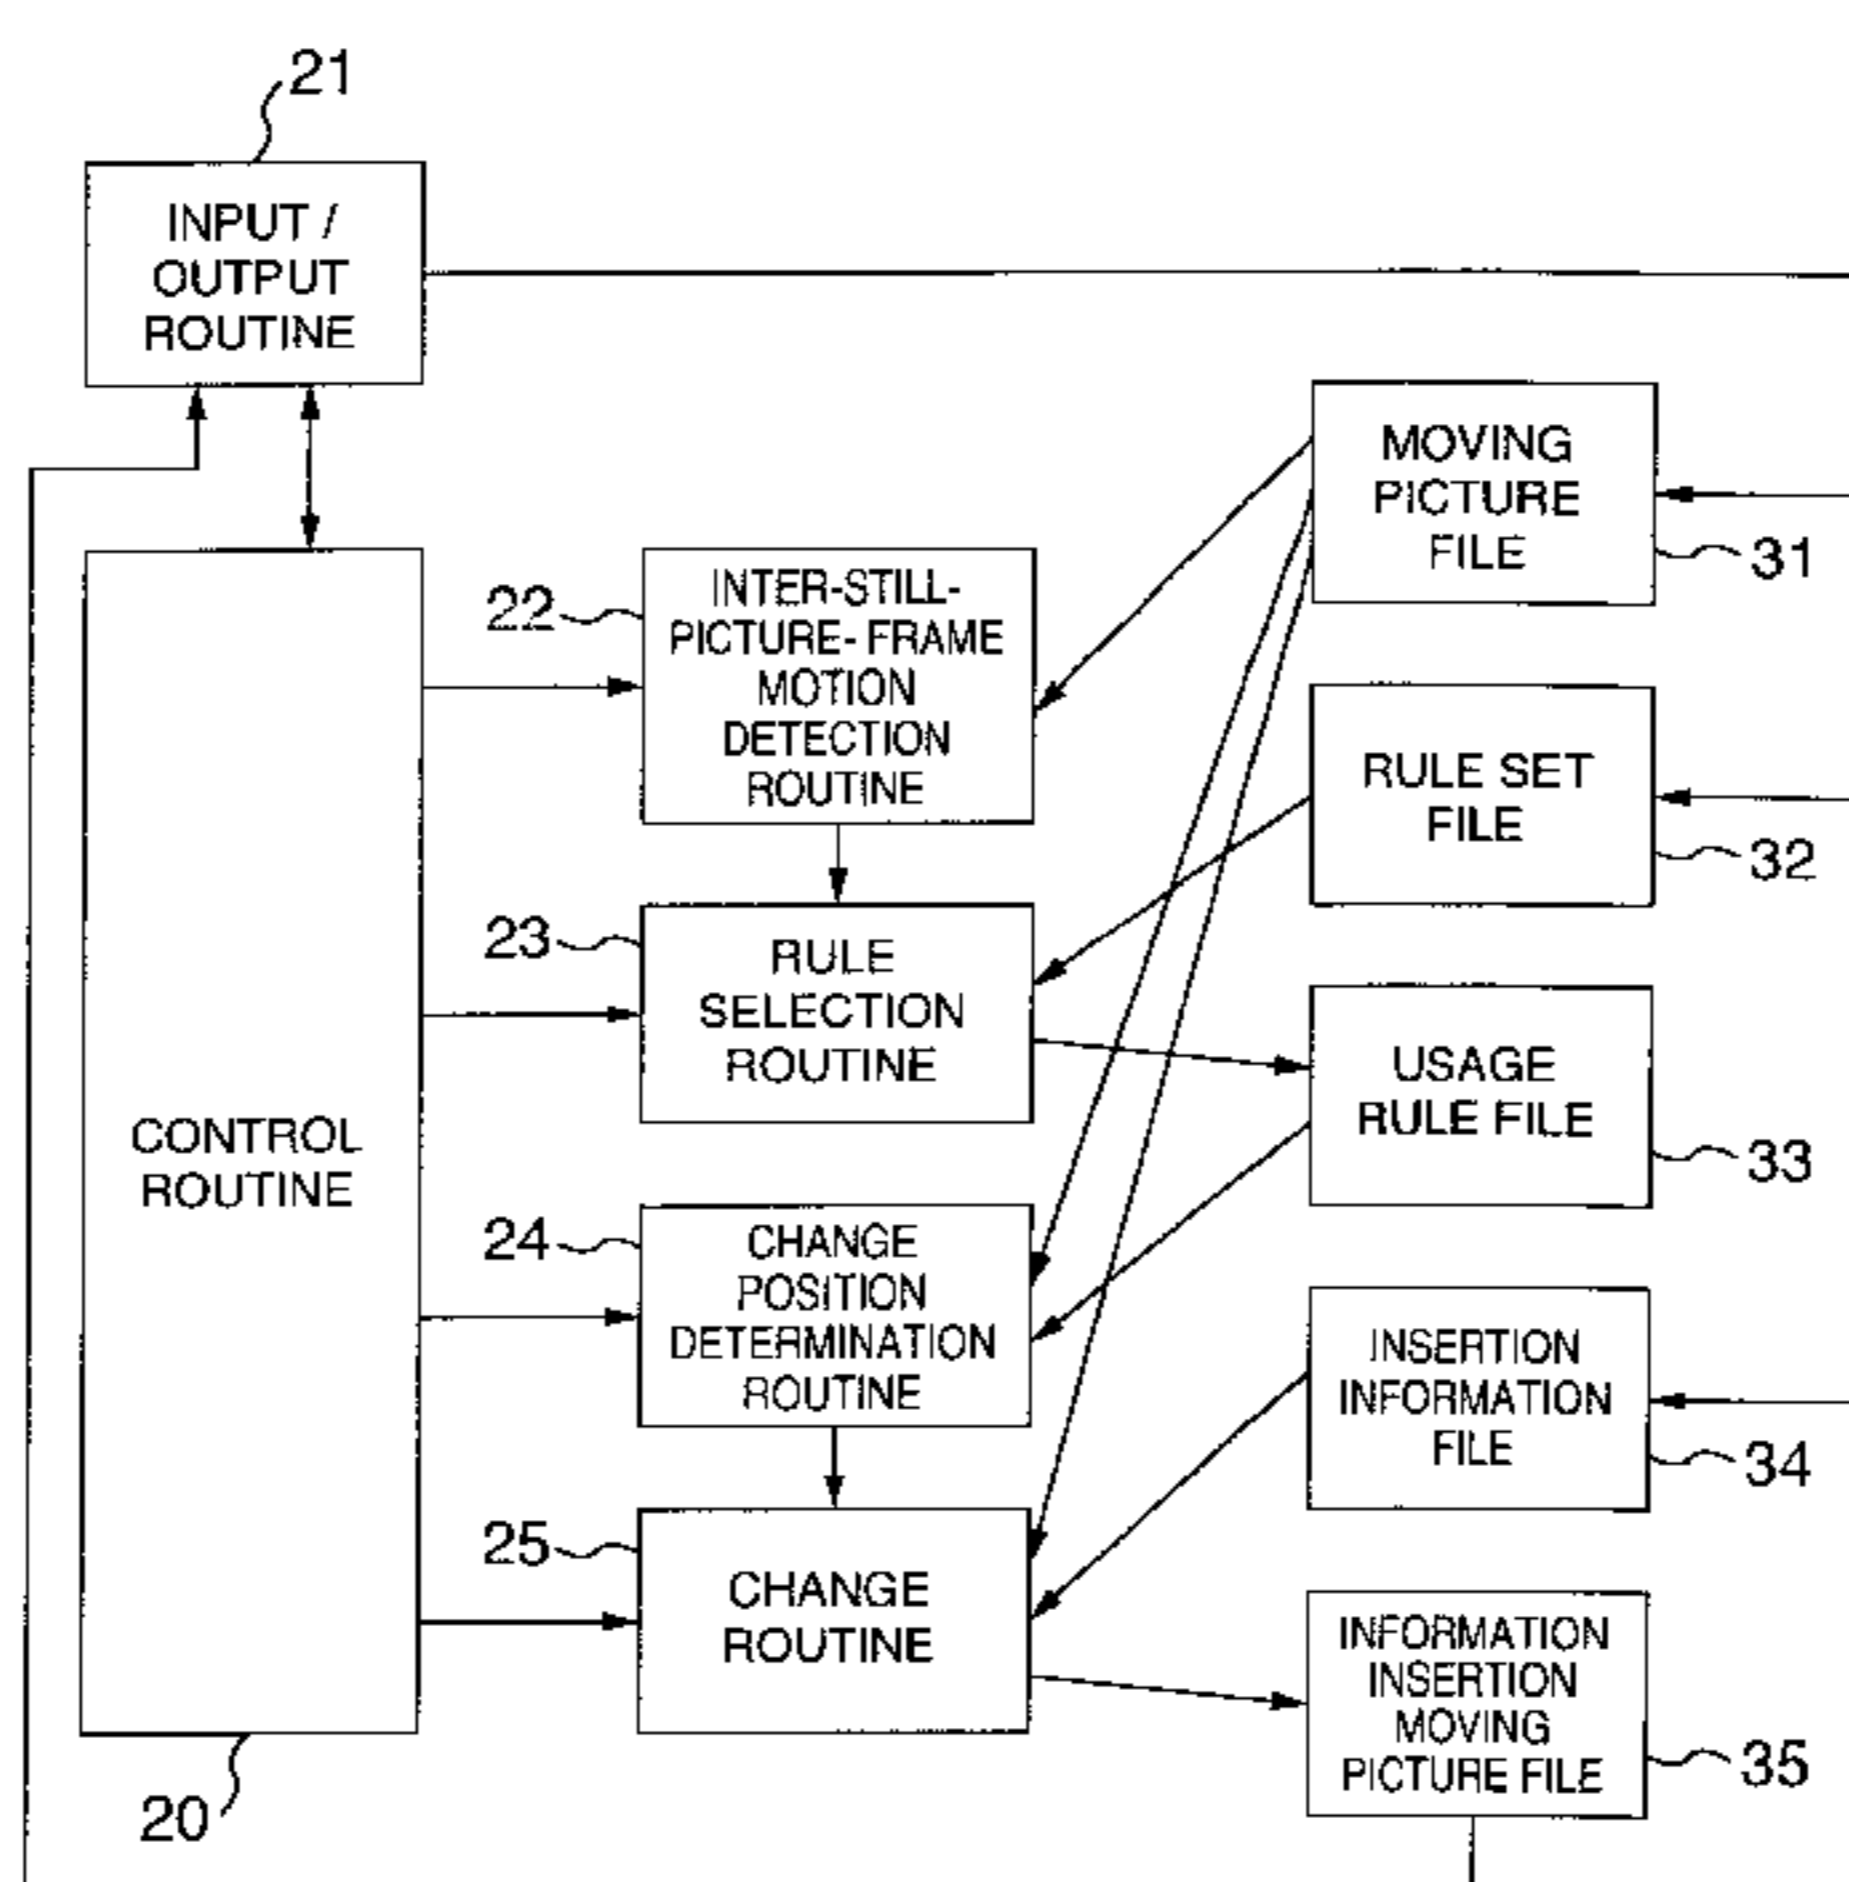 21
INPUT /
OUTPUT
ROUTINE
MOVING
PICTURE
FILE
31
22
INTER-STILL-
PICTURE- FRAME
MOTION
DETECTION
ROUTINE
RULE SET
FILE
32
23
RULE
SELECTION
ROUTINE
USAGE
RULE FILE
33
CONTROL
ROUTINE
24
CHANGE
POSITION
DETERMINATION
ROUTINE
INSERTION
INFORMATION
FILE
34
25
CHANGE
ROUTINE
INFORMATION
INSERTION
MOVING
PICTURE FILE
35
20